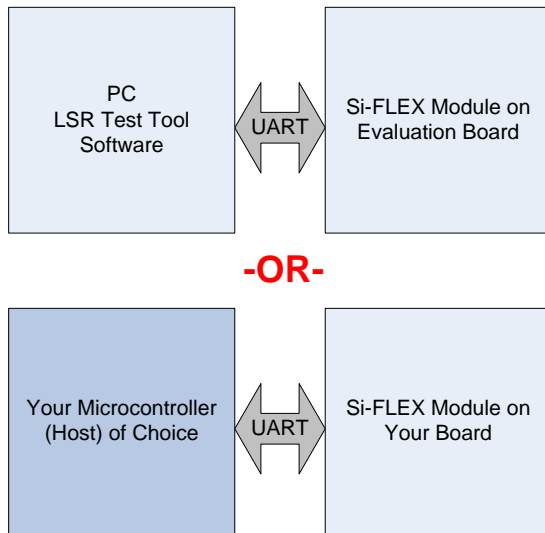 PC
LSR Test Tool
Software
UART
Si-FLEX Module on
Evaluation Board
-OR-
Your Microcontroller
(Host) of Choice
UART
Si-FLEX Module on
Your Board